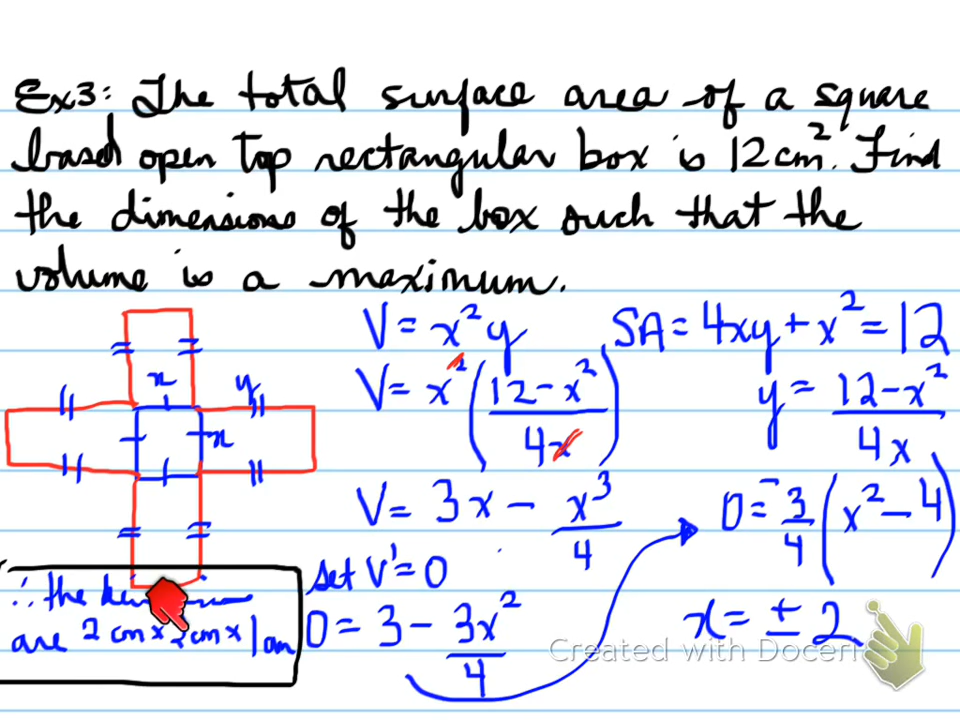 Ex3: The total surface area of a square
based open top rectangular box is 12cm². Find
the dimensions of the box such that the
volume is a maximum.
x
y
x
V = x²y
V = x²(12-x²/4x)
V = 3x - x³/4
set V' = 0
0 = 3 - 3x²/4
SA = 4xy + x² = 12
y = 12-x²/4x
0 = -3/4(x²-4)
x = ± 2
∴ the
are 2 cm x 2 cm x 1 cm
Created with Doceri